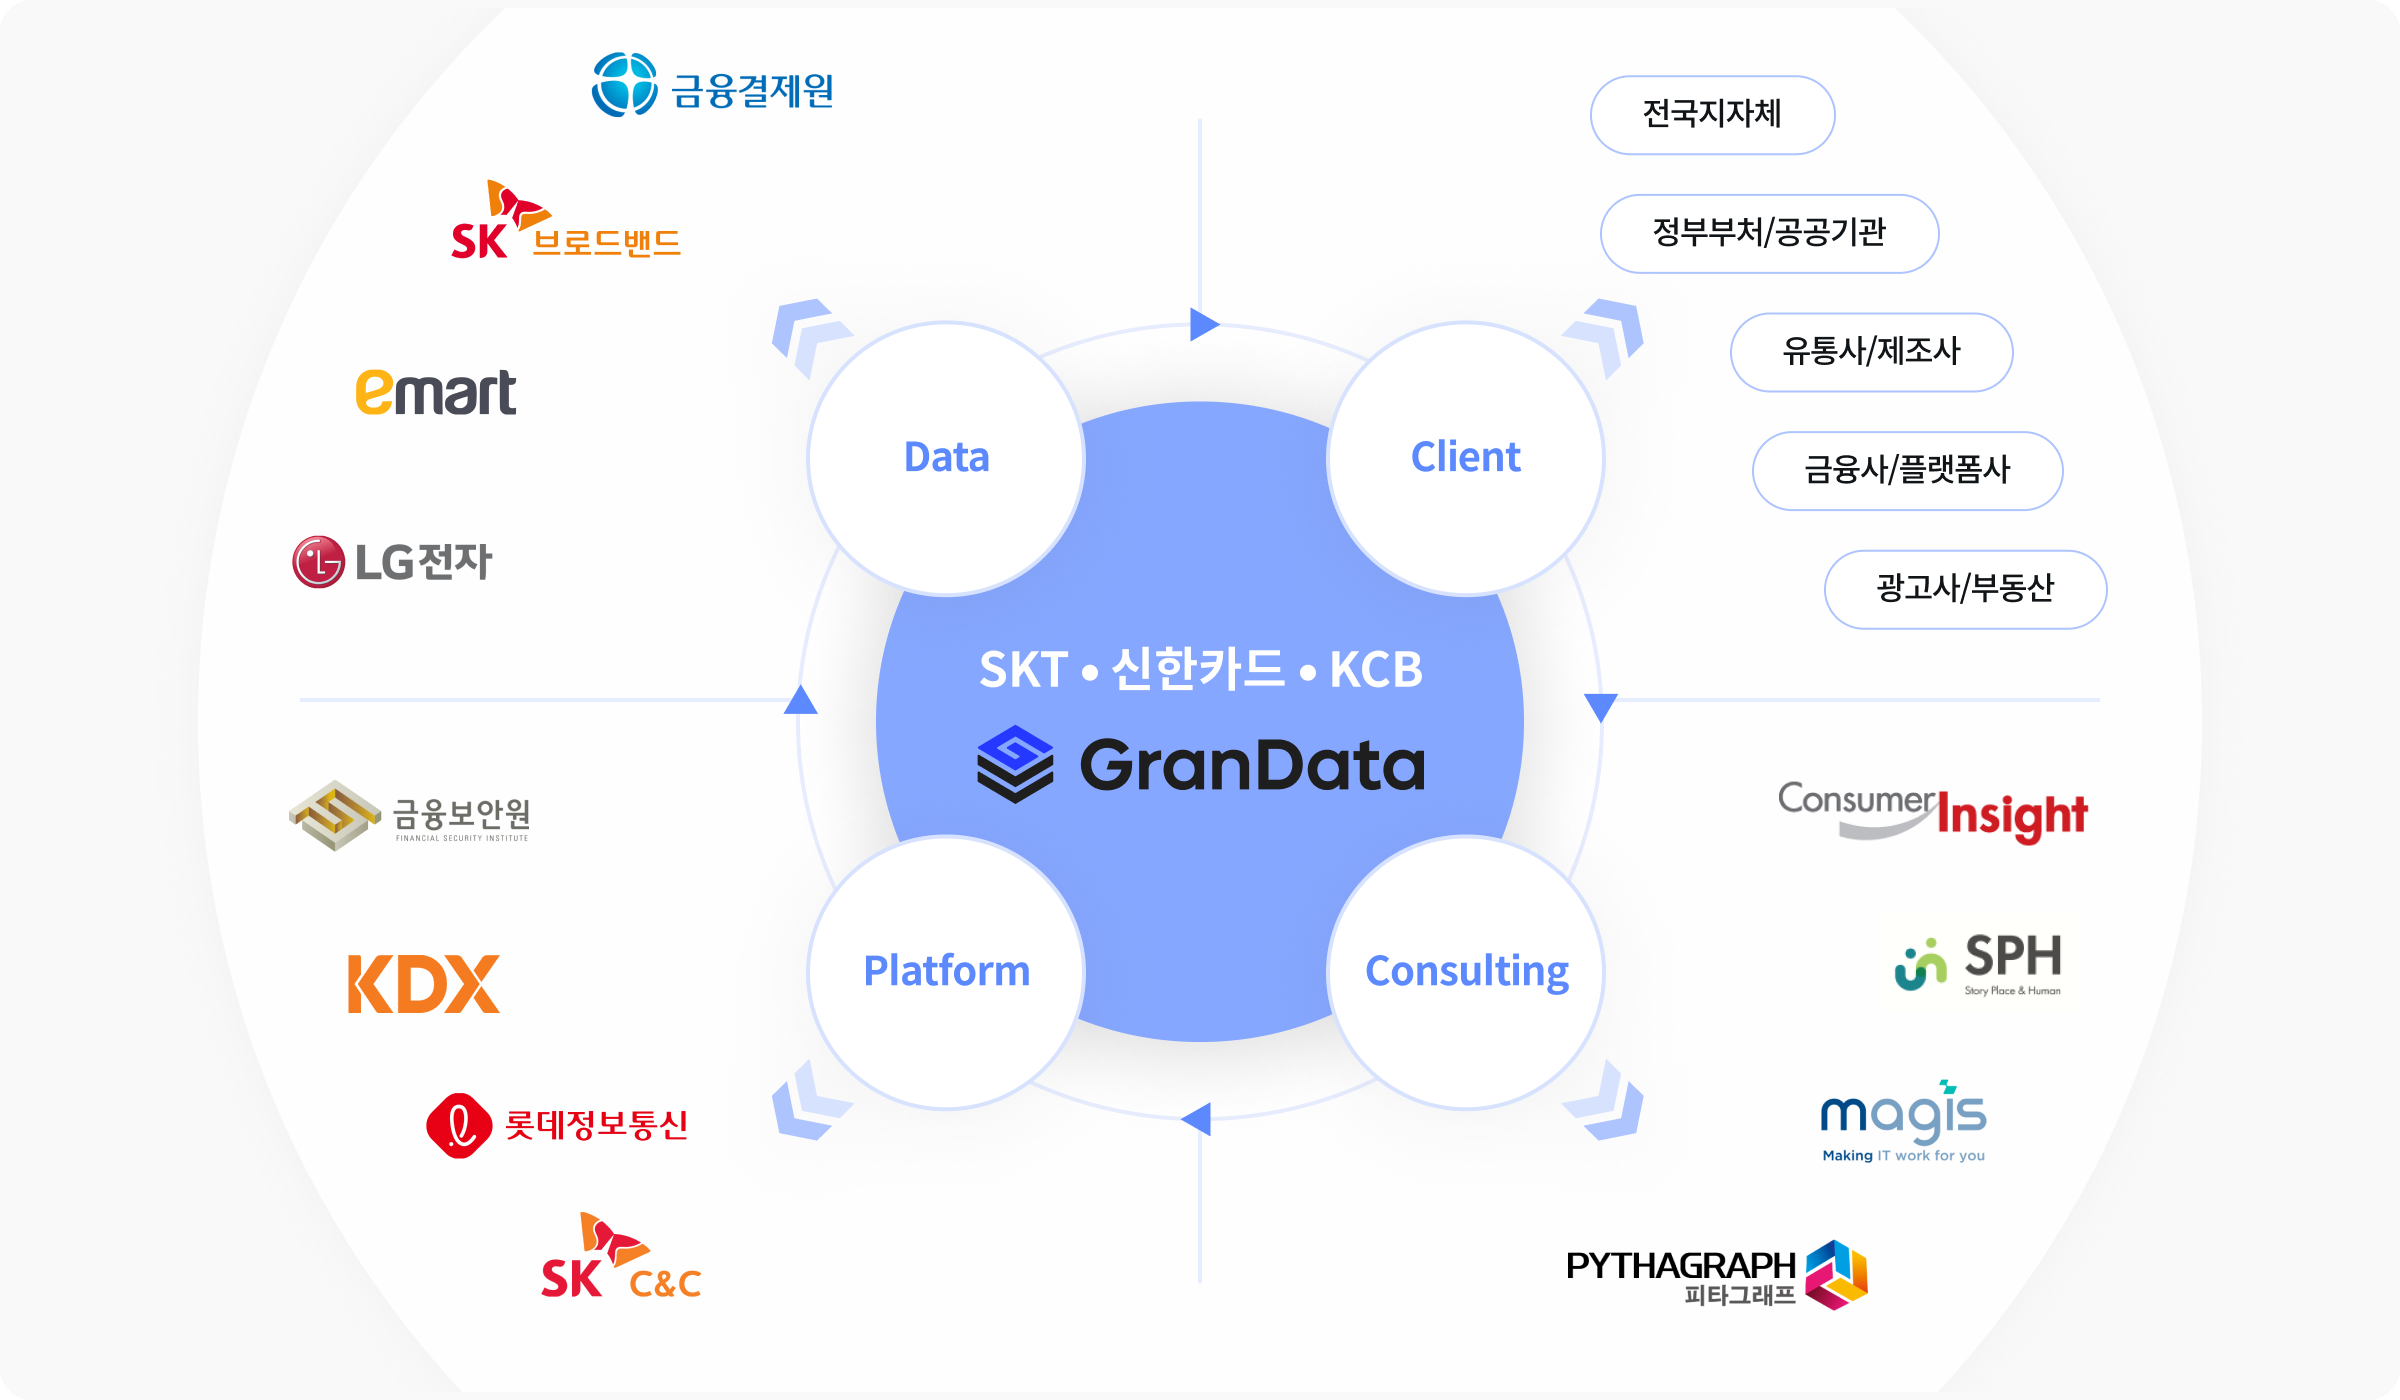 금융결제원
SK 브로드밴드
emart
LG전자
Data
Client
전국지자체
정부부처/공공기관
유통사/제조사
금융사/플랫폼사
광고사/부동산
SKT • 신한카드 • KCB
GranData
Platform
Consulting
금융보안원
FINANCIAL SECURITY INSTITUTE
KDX
롯데정보통신
SK C&C
Consumer Insight
SPH
Story Place & Human
magis
Making IT work for you
PYTHAGRAPH
피타그래프